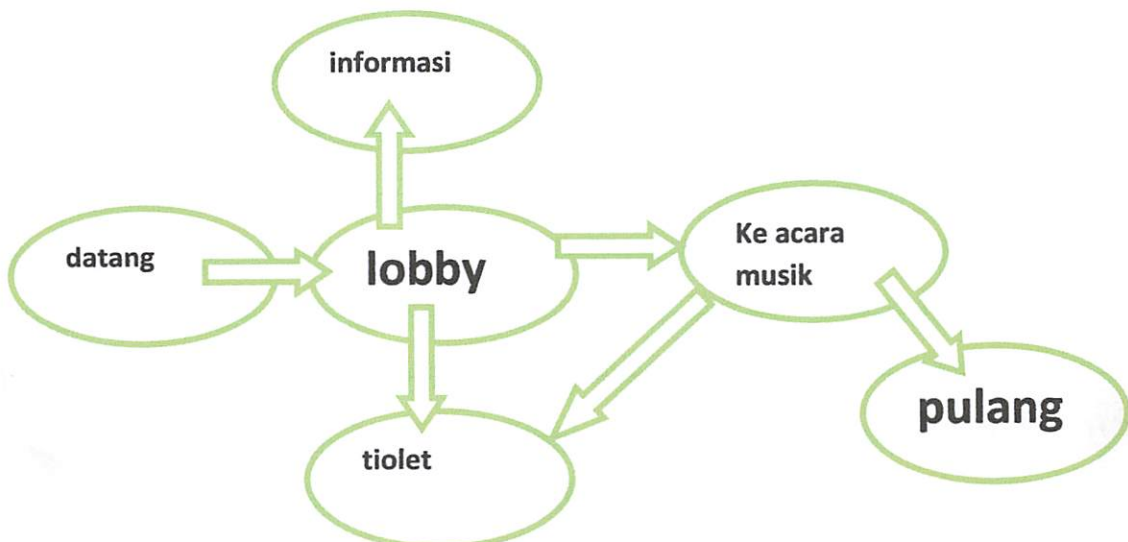 informasi
datang
lobby
Ke acara
musik
pulang
tiolet